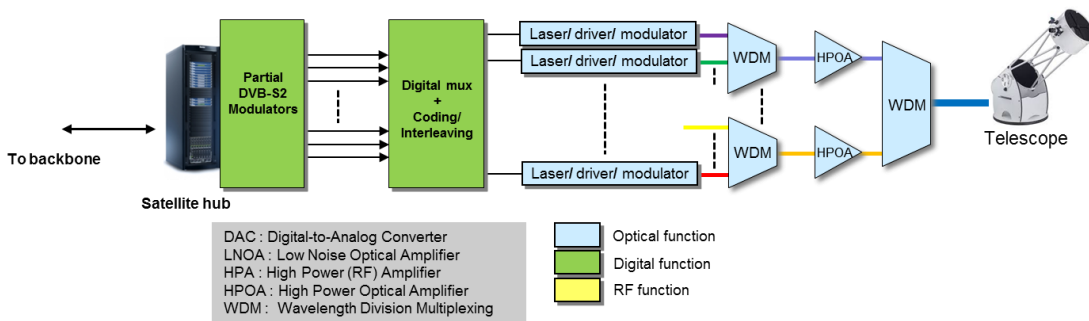 Laser/ driver/ modulator
Laser/ driver/ modulator
Partial
DVB-S2
Modulators
Digital mux
+
Coding/
Interleaving
WDM
HPOA
WDM
WDM
HPOA
Laser/ driver/ modulator
Telescope
To backbone
Satellite hub
DAC : Digital-to-Analog Converter
LNOA : Low Noise Optical Amplifier
HPA : High Power (RF) Amplifier
HPOA : High Power Optical Amplifier
WDM : Wavelength Division Multiplexing
Optical function
Digital function
RF function